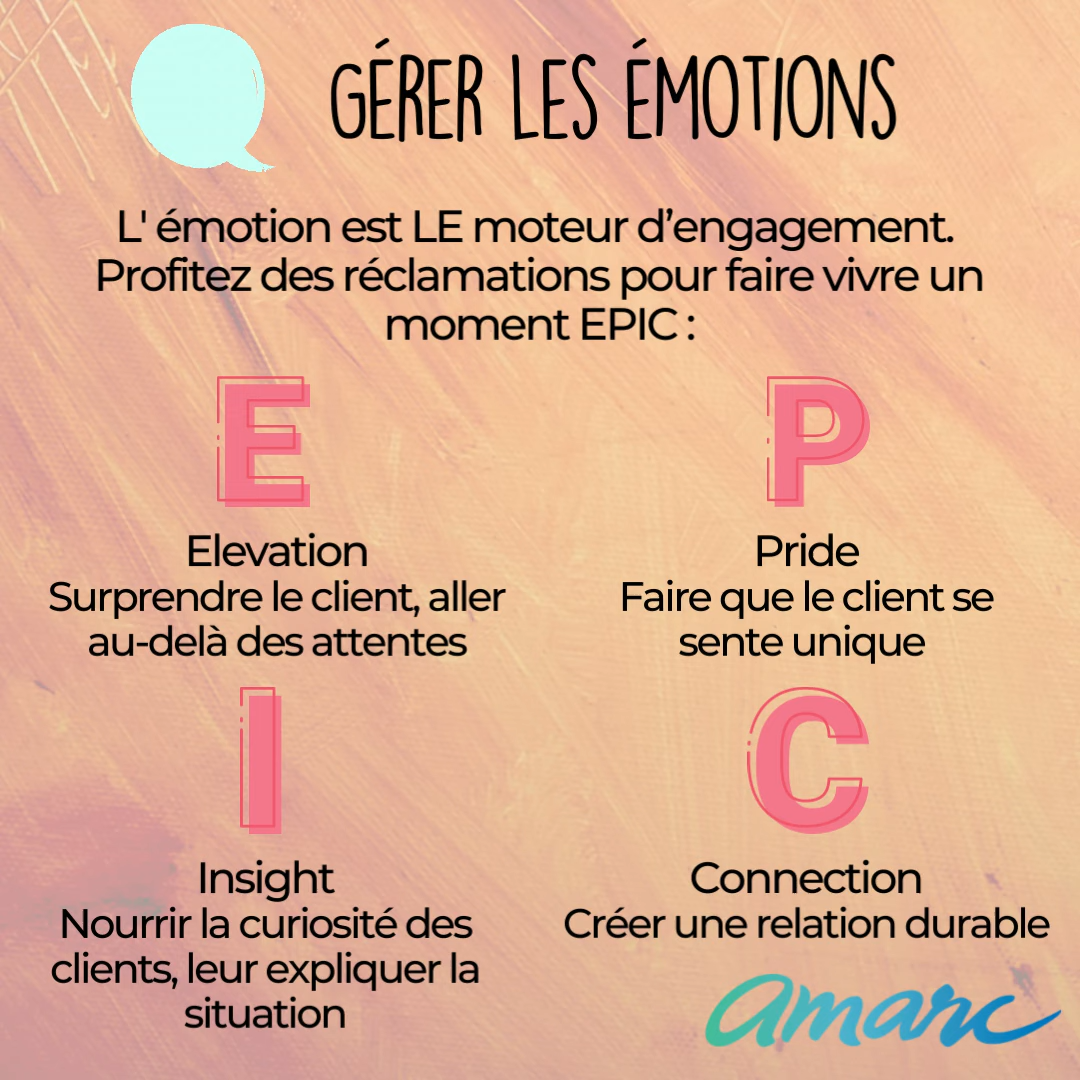 GÉRER LES ÉMOTIONS
L' émotion est LE moteur d’engagement.
Profitez des réclamations pour faire vivre un
moment EPIC :
E
Elevation
Surprendre le client, aller
au-delà des attentes
P
Pride
Faire que le client se
sente unique
I
Insight
Nourrir la curiosité des
clients, leur expliquer la
situation
C
Connection
Créer une relation durable
amarc